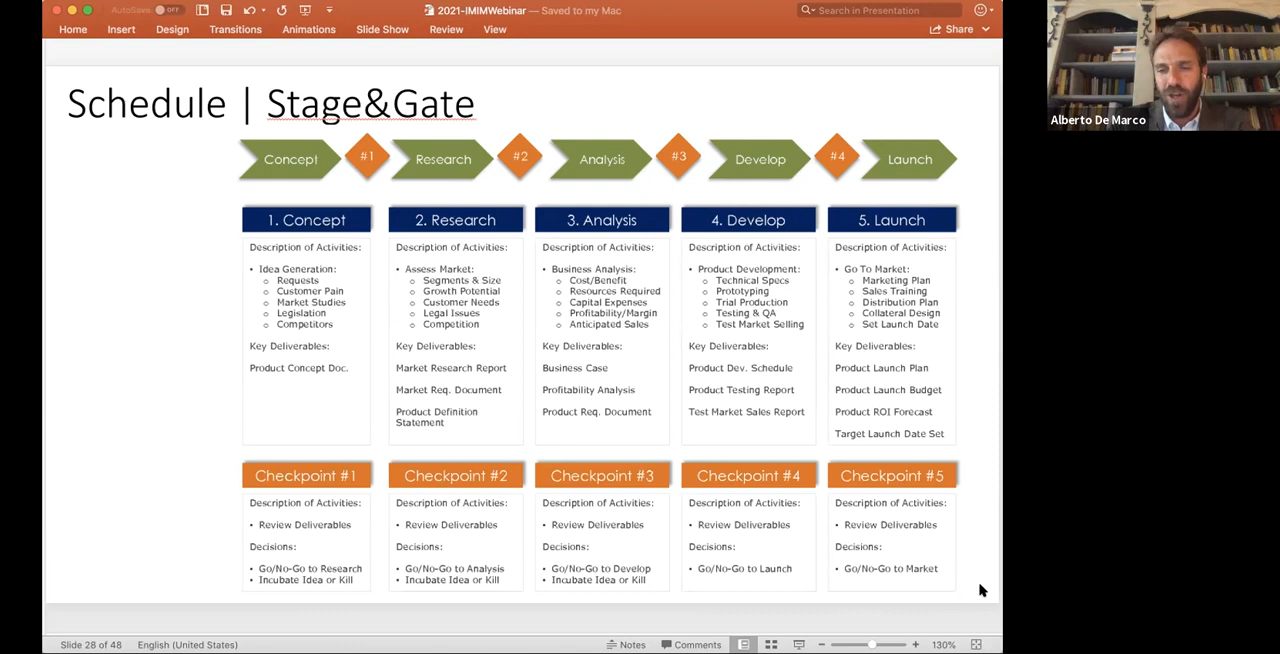 AutoSave OFF
2021-IMIMWebinar — Saved to my Mac
Search in Presentation
Home Insert Design Transitions Animations Slide Show Review View
Share
Alberto De Marco
Schedule | Stage&Gate
Concept #1 Research #2 Analysis #3 Develop #4 Launch
1. Concept
Description of Activities:
• Idea Generation:
o Requests
o Customer Pain
o Market Studies
o Legislation
o Competitors
Key Deliverables:
Product Concept Doc.
2. Research
Description of Activities:
• Assess Market:
o Segments & Size
o Growth Potential
o Customer Needs
o Legal Issues
o Competition
Key Deliverables:
Market Research Report
Market Req. Document
Product Definition
Statement
3. Analysis
Description of Activities:
• Business Analysis:
o Cost/Benefit
o Resources Required
o Capital Expenses
o Profitability/Margin
o Anticipated Sales
Key Deliverables:
Business Case
Profitability Analysis
Product Req. Document
4. Develop
Description of Activities:
• Product Development:
o Technical Specs
o Prototyping
o Trial Production
o Testing & QA
o Test Market Selling
Key Deliverables:
Product Dev. Schedule
Product Testing Report
Test Market Sales Report
5. Launch
Description of Activities:
• Go To Market:
o Marketing Plan
o Sales Training
o Distribution Plan
o Collateral Design
o Set Launch Date
Key Deliverables:
Product Launch Plan
Product Launch Budget
Product ROI Forecast
Target Launch Date Set
Checkpoint #1
Description of Activities:
• Review Deliverables
Decisions:
• Go/No-Go to Research
• Incubate Idea or Kill
Checkpoint #2
Description of Activities:
• Review Deliverables
Decisions:
• Go/No-Go to Analysis
• Incubate Idea or Kill
Checkpoint #3
Description of Activities:
• Review Deliverables
Decisions:
• Go/No-Go to Develop
• Incubate Idea or Kill
Checkpoint #4
Description of Activities:
• Review Deliverables
Decisions:
• Go/No-Go to Launch
Checkpoint #5
Description of Activities:
• Review Deliverables
Decisions:
• Go/No-Go to Market
Slide 28 of 48 English (United States) Notes Comments 130%